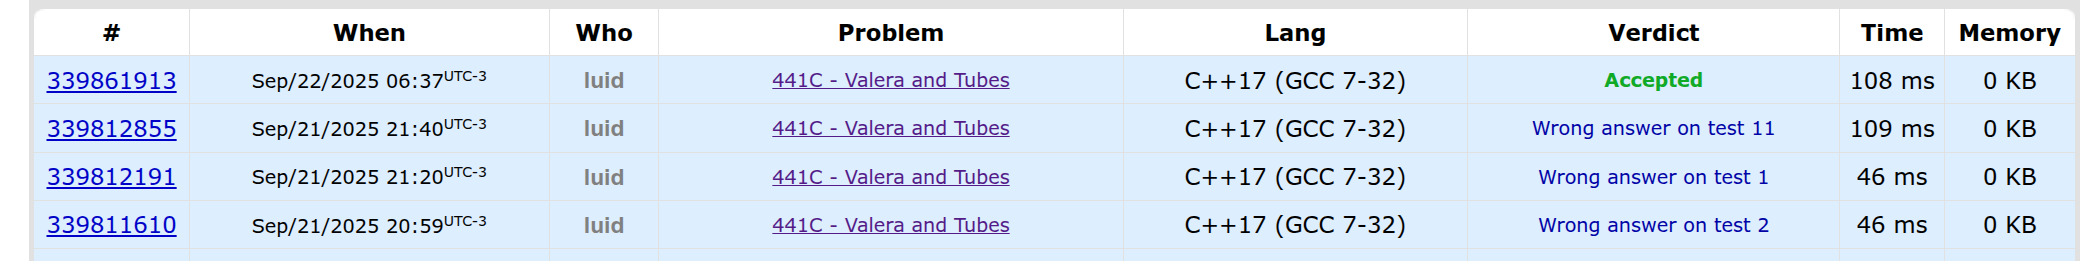 # When Who Problem Lang Verdict Time Memory
339861913 Sep/22/2025 06:37UTC-3 luid 441C - Valera and Tubes C++17 (GCC 7-32) Accepted 108 ms 0 KB
339812855 Sep/21/2025 21:40UTC-3 luid 441C - Valera and Tubes C++17 (GCC 7-32) Wrong answer on test 11 109 ms 0 KB
339812191 Sep/21/2025 21:20UTC-3 luid 441C - Valera and Tubes C++17 (GCC 7-32) Wrong answer on test 1 46 ms 0 KB
339811610 Sep/21/2025 20:59UTC-3 luid 441C - Valera and Tubes C++17 (GCC 7-32) Wrong answer on test 2 46 ms 0 KB